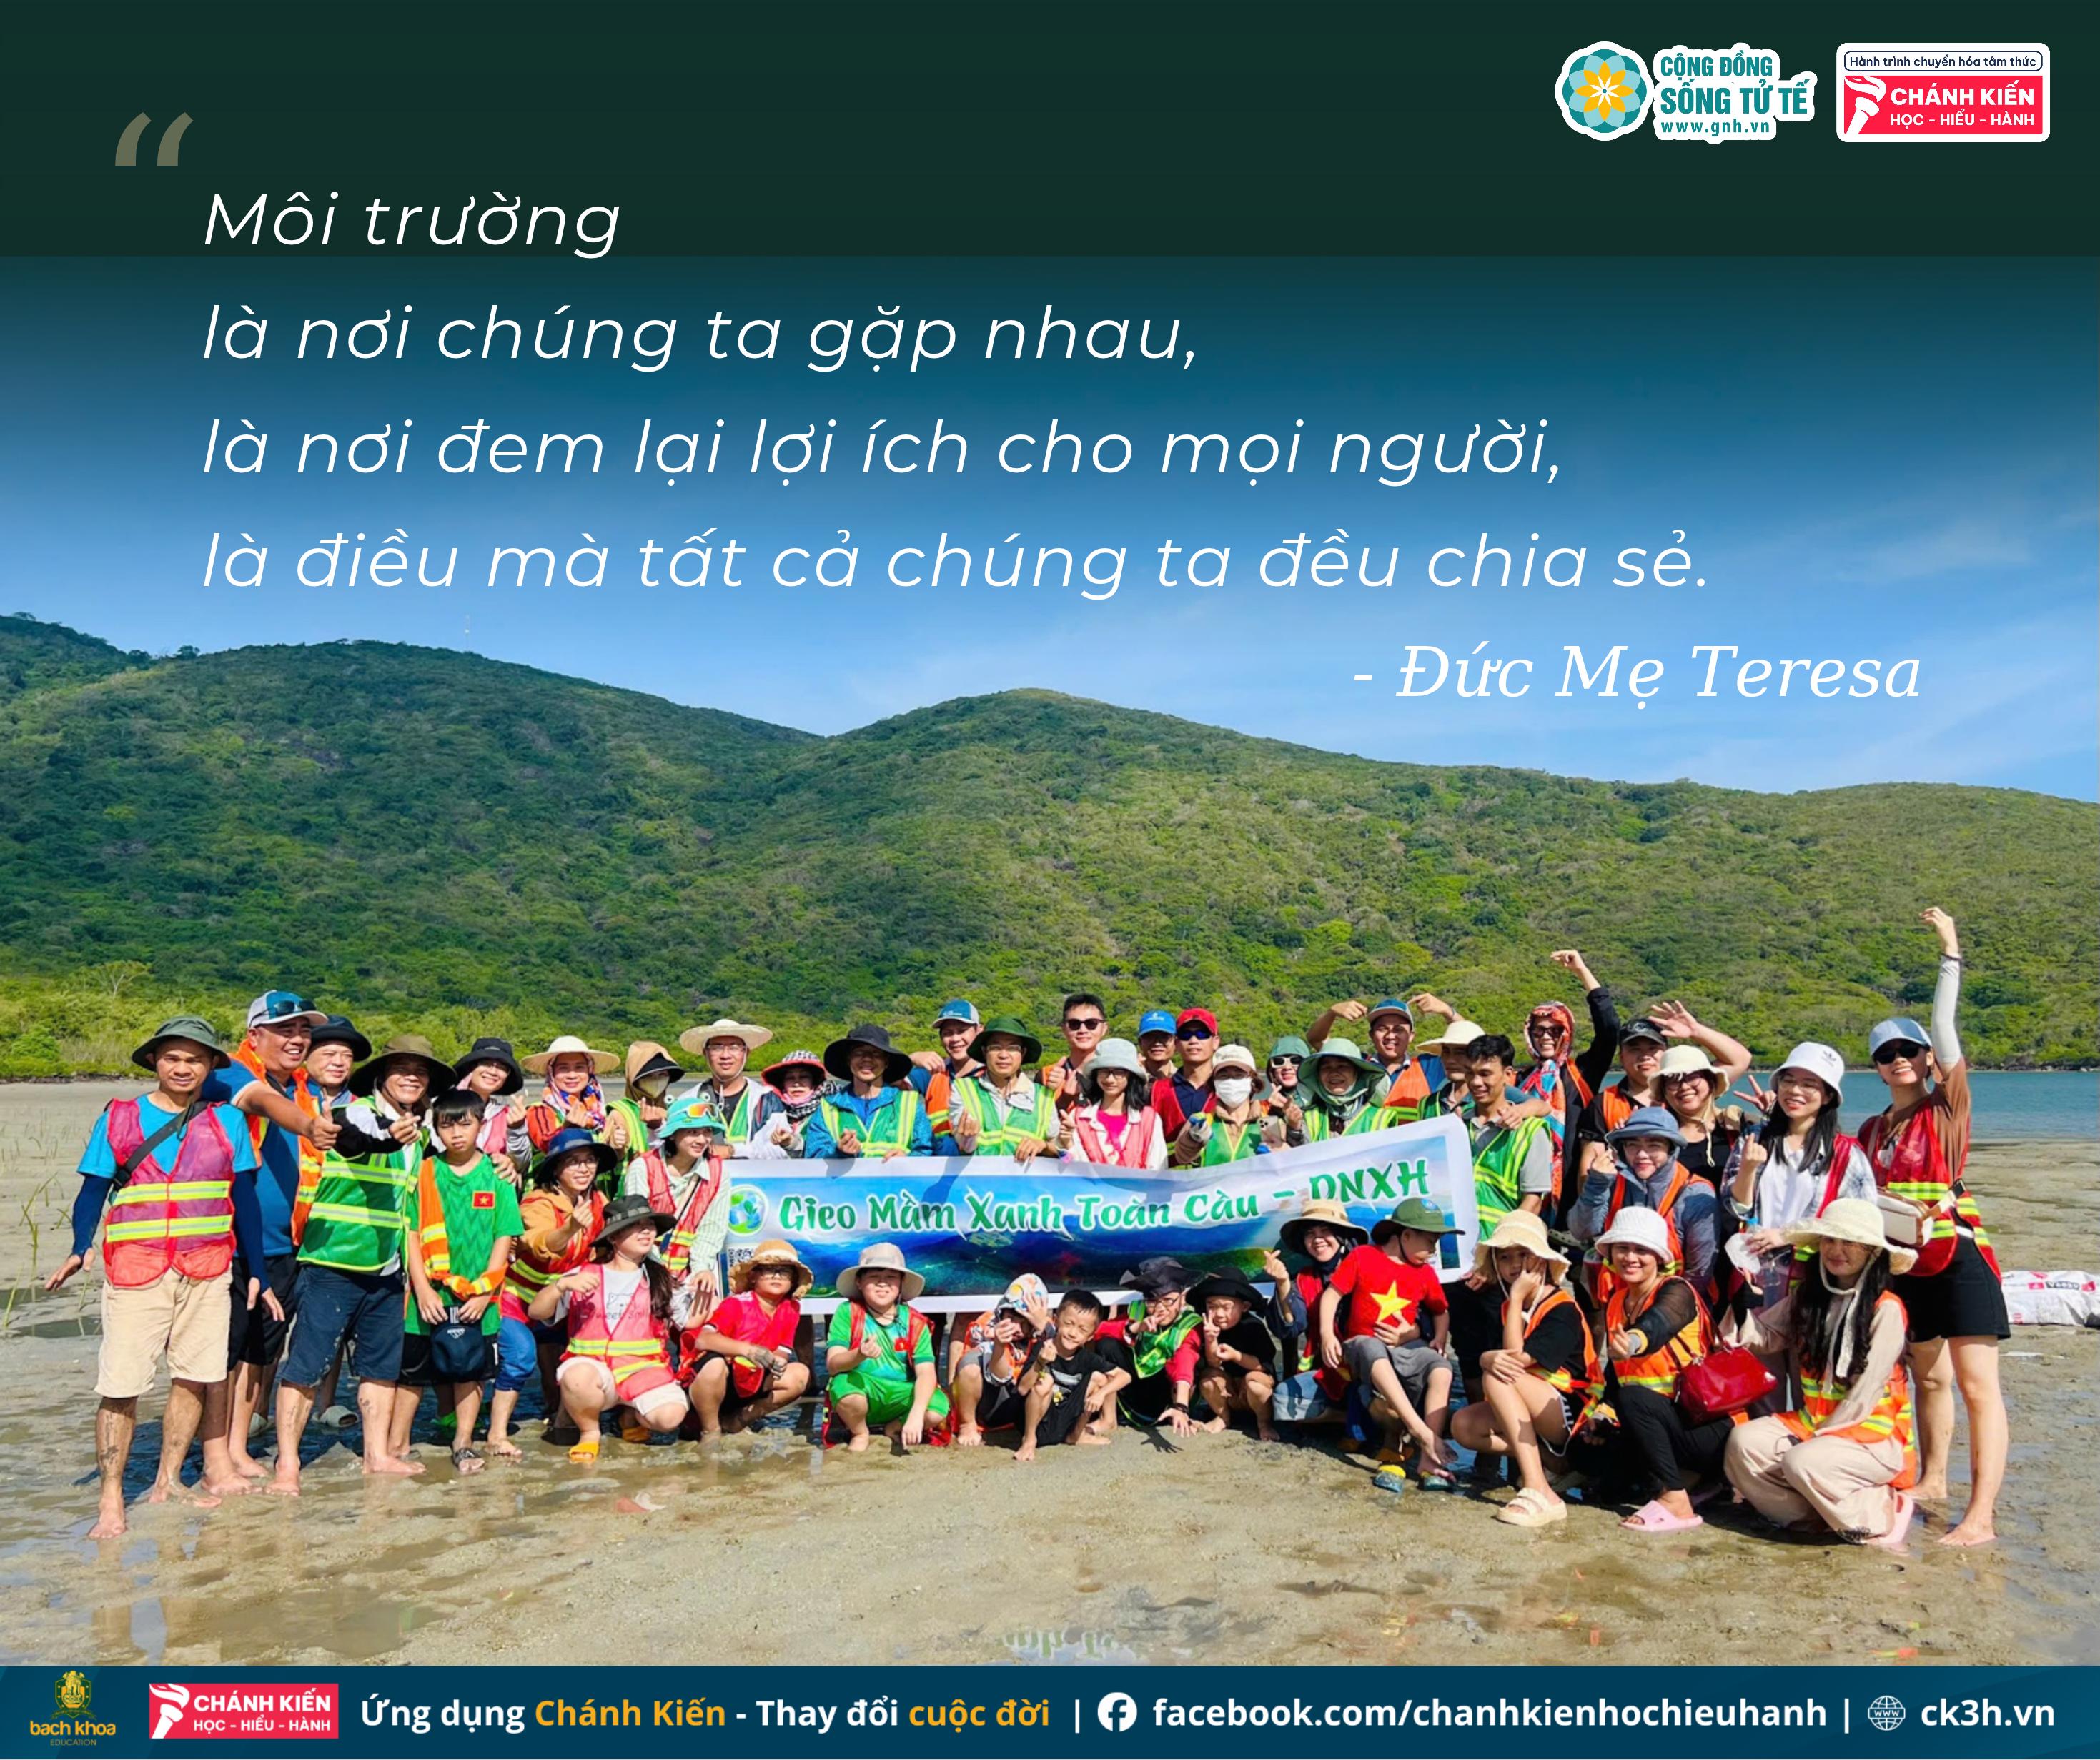 CỘNG ĐỒNG
SỐNG TỬ TẾ
www.gnh.vn
Hành trình chuyển hóa tâm thức
CHÁNH KIẾN
HỌC - HIỂU - HÀNH
“
Môi trường
là nơi chúng ta gặp nhau,
là nơi đem lại lợi ích cho mọi người,
là điều mà tất cả chúng ta đều chia sẻ.
- Đức Mẹ Teresa
Gieo Mầm Xanh Toàn Cầu - DNXH
bach khoa
EDUCATION
CHÁNH KIẾN
HỌC - HIỂU - HÀNH
Ứng dụng Chánh Kiến - Thay đổi cuộc đời | facebook.com/chanhkienhochieuhanh | www ck3h.vn